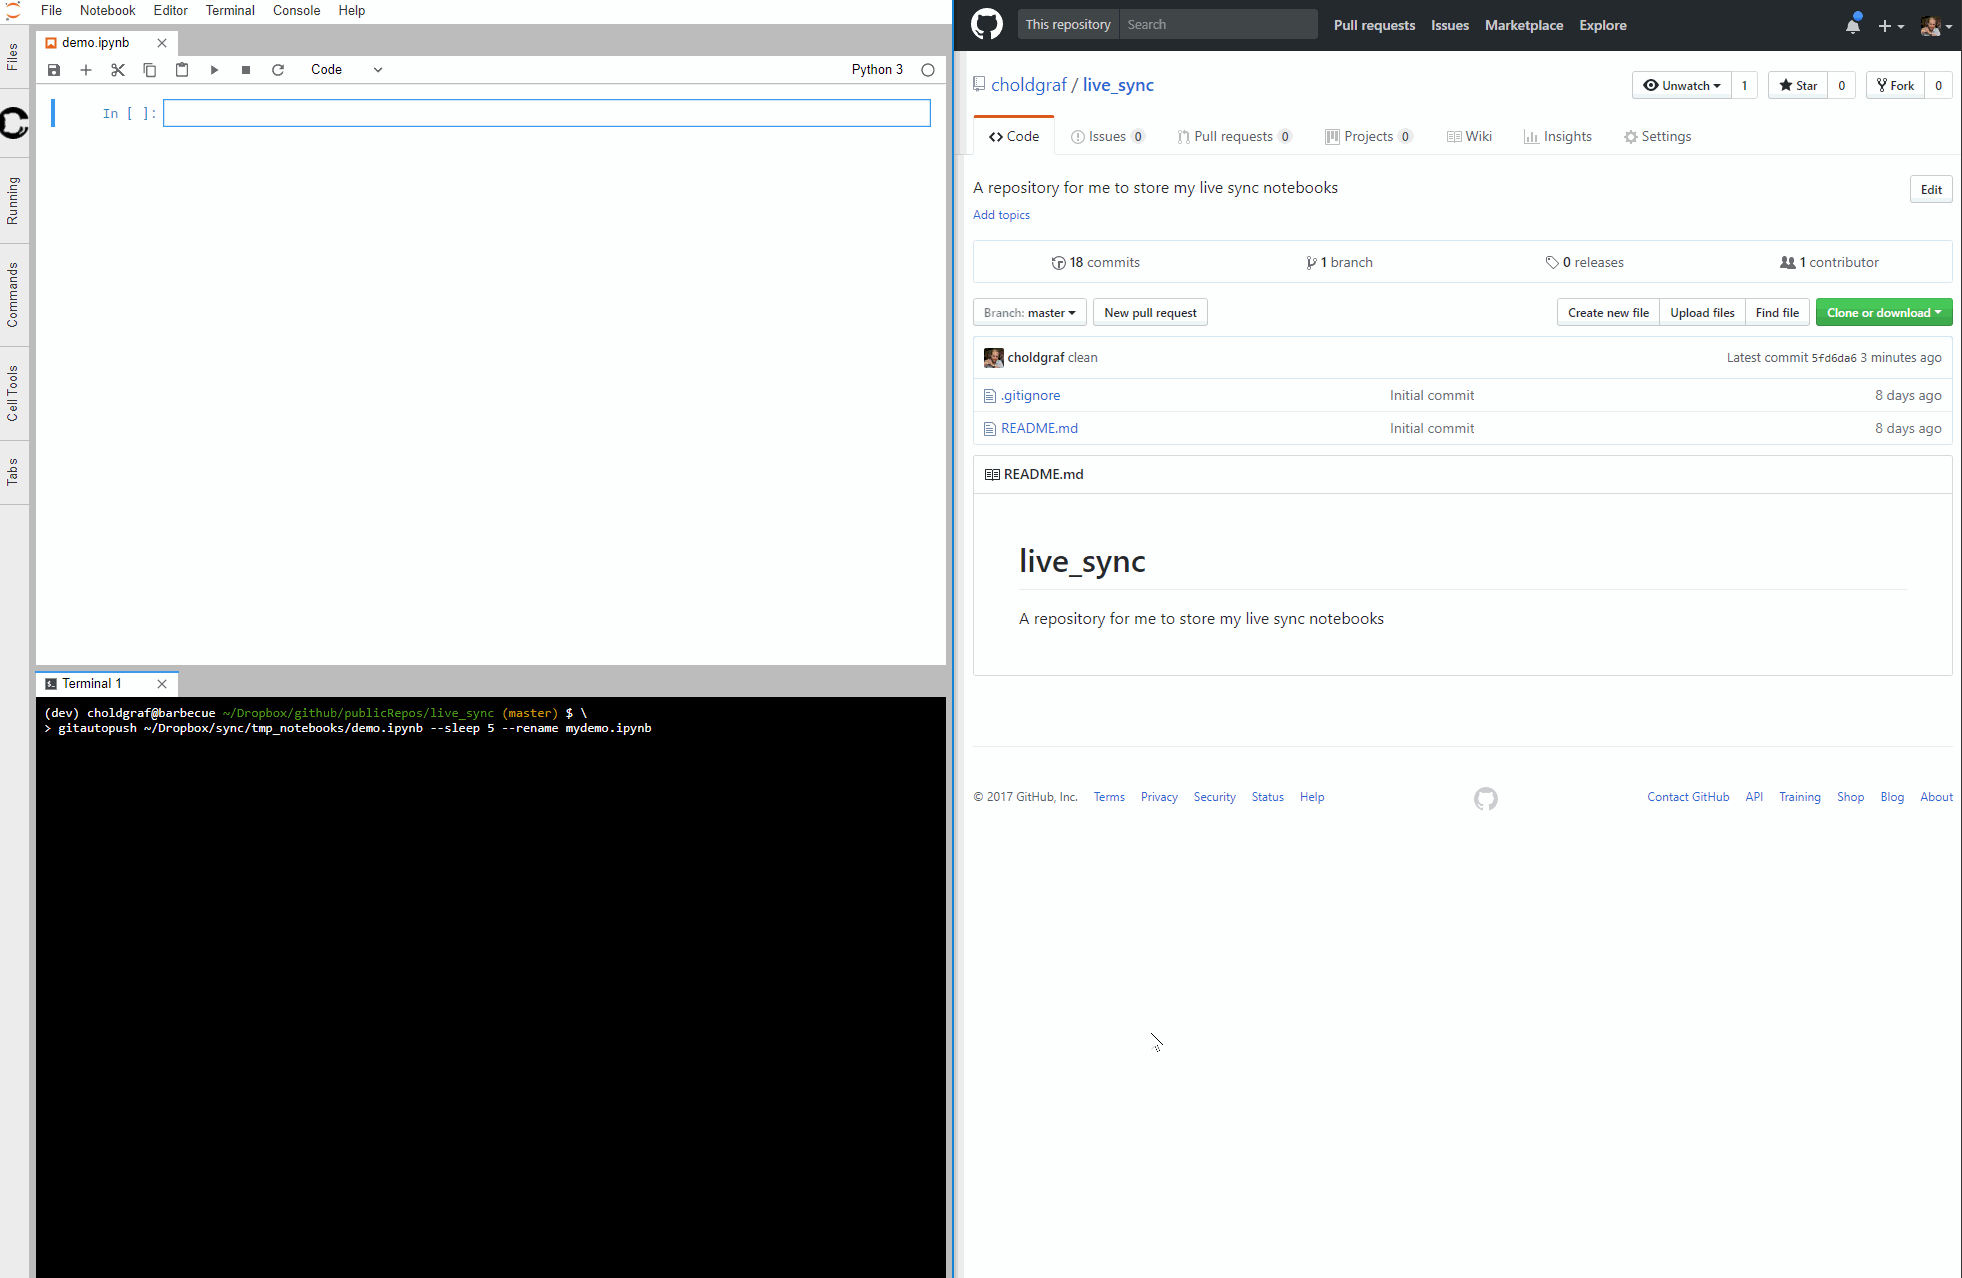 File Notebook Editor Terminal Console Help
Files
Running
Commands
Cell Tools
Tabs
demo.ipynb
Code
Python 3
In [ ]:
Terminal 1
(dev) choldgraf@barbecue ~/Dropbox/github/publicRepos/live_sync (master) $ \
> gitautopush ~/Dropbox/sync/tmp_notebooks/demo.ipynb --sleep 5 --rename mydemo.ipynb
This repository Search Pull requests Issues Marketplace Explore
choldgraf / live_sync
Unwatch 1 Star 0 Fork 0
Code Issues 0 Pull requests 0 Projects 0 Wiki Insights Settings
A repository for me to store my live sync notebooks
Edit
Add topics
18 commits 1 branch 0 releases 1 contributor
Branch: master New pull request Create new file Upload files Find file Clone or download
choldgraf clean Latest commit 5fd6da6 3 minutes ago
.gitignore Initial commit 8 days ago
README.md Initial commit 8 days ago
README.md
live_sync
A repository for me to store my live sync notebooks
© 2017 GitHub, Inc. Terms Privacy Security Status Help Contact GitHub API Training Shop Blog About